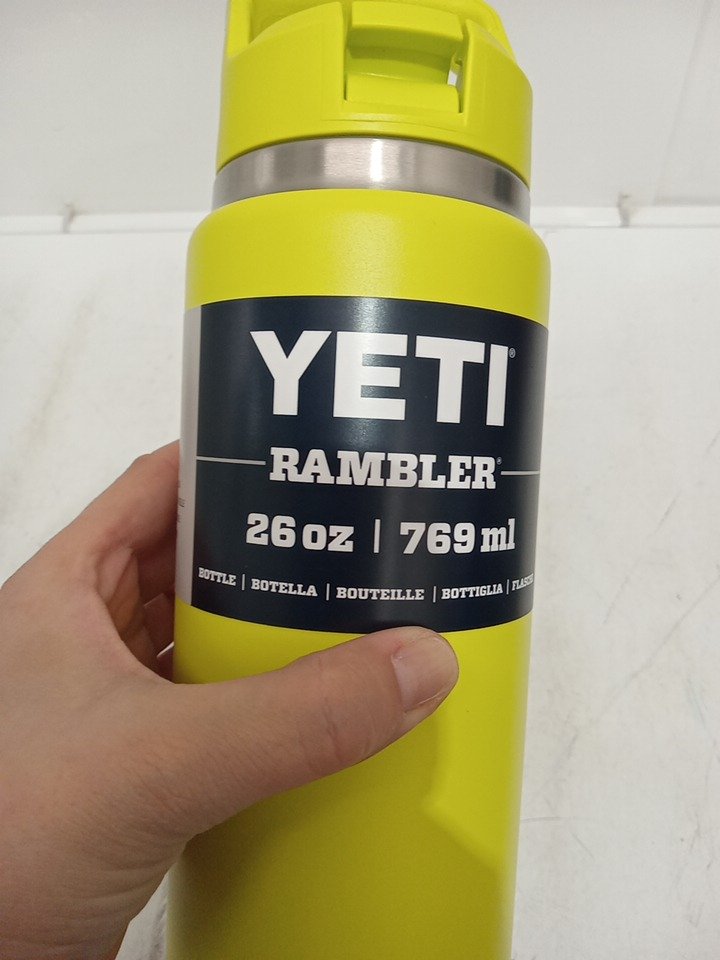 YETI®
RAMBLER®
26 oz | 769 ml
BOTTLE | BOTELLA | BOUTEILLE | BOTTIGLIA |